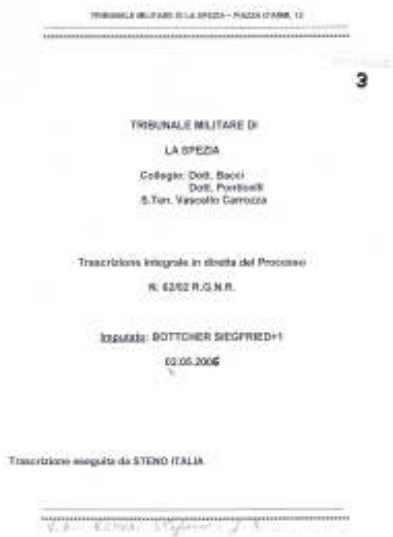 TRIBUNALE MILITARE DI LA SPEZIA – PIAZZA D'ARMI, 12
3
TRIBUNALE MILITARE DI
LA SPEZIA
Collegio: Dott. Bacci
Dott. Ponticelli
S.Ten. Vascello Carrozza
Trascrizione integrale in diretta del Processo
N. 62/02 R.G.N.R.
Imputato: BOTTCHER SIEGFRIED+1
02.05.2006
Trascrizione eseguita da STENO ITALIA